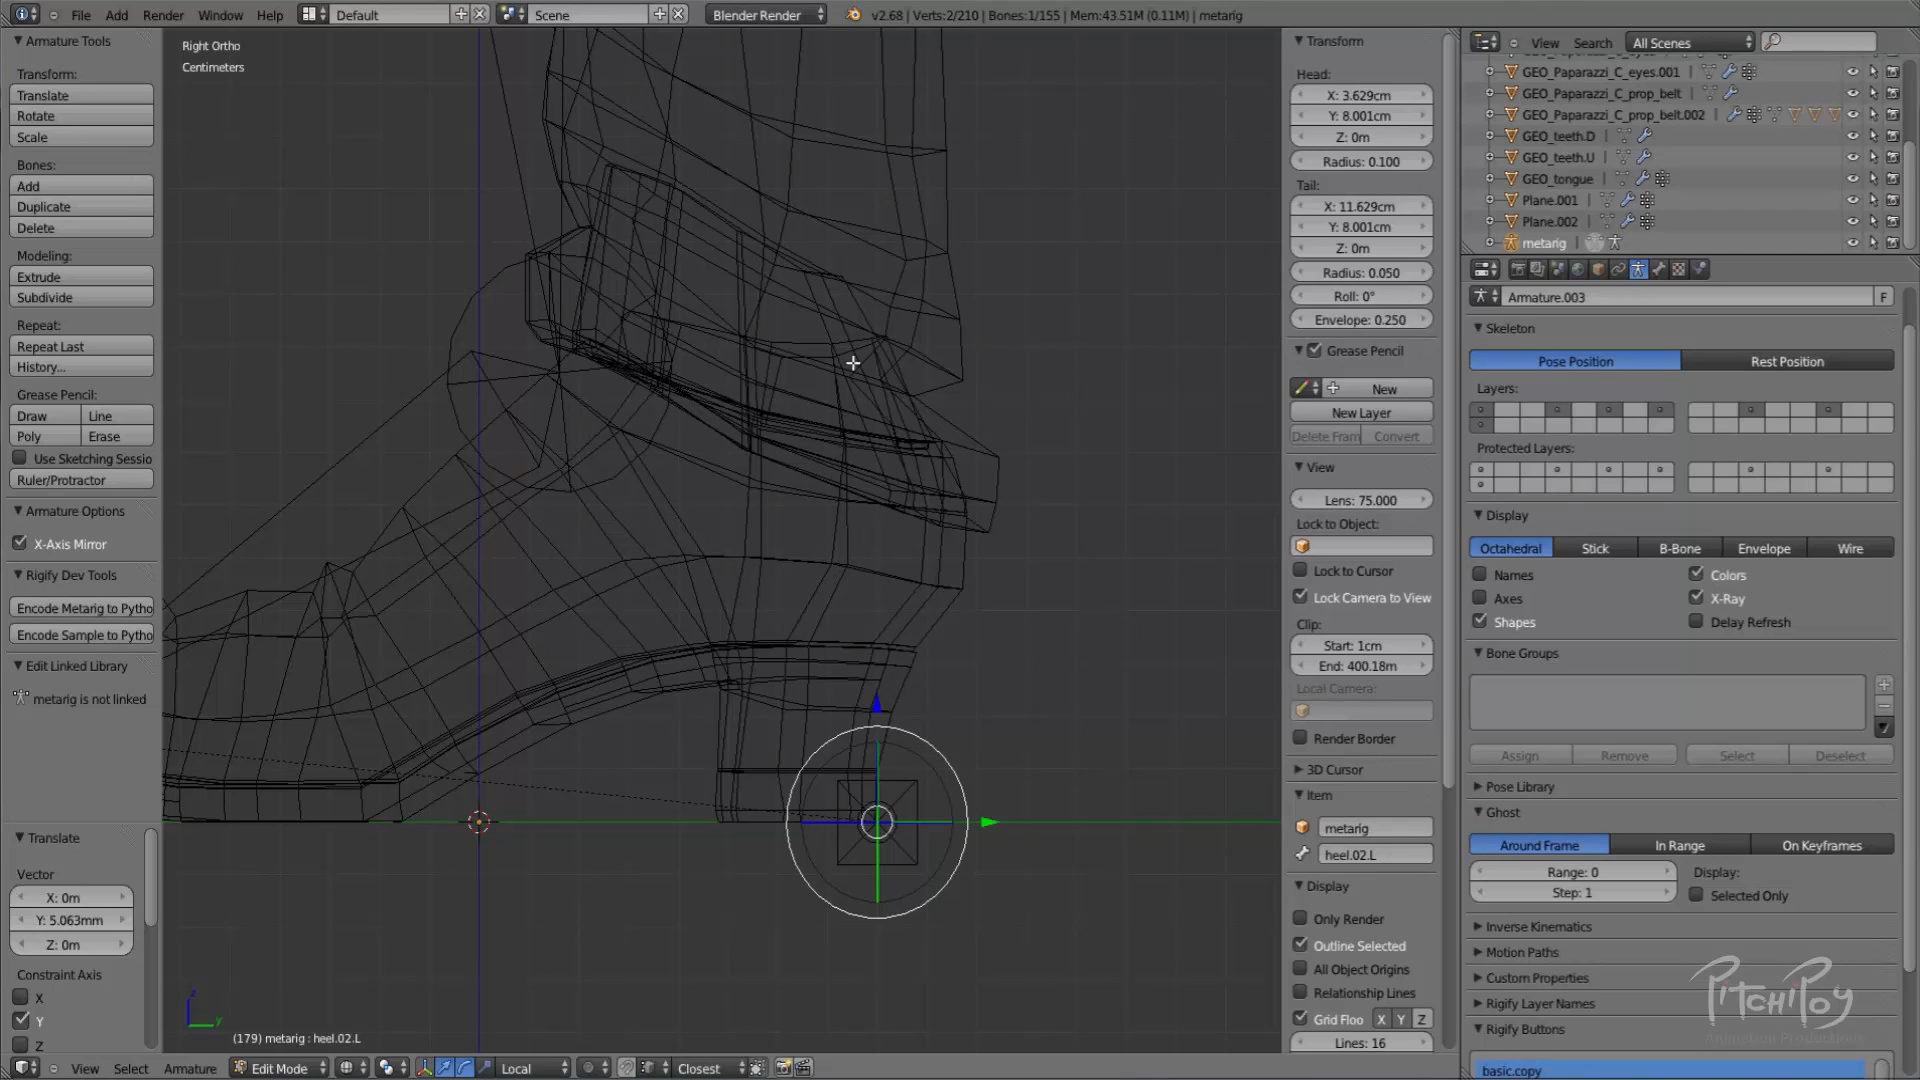 File Add Render Window Help Default Scene Blender Render v2.68 | Verts:2/210 | Bones:1/155 | Mem:43.51M (0.11M) | metarig
Armature Tools
Transform:
Translate
Rotate
Scale
Bones:
Add
Duplicate
Delete
Modeling:
Extrude
Subdivide
Repeat:
Repeat Last
History...
Grease Pencil:
Draw Line
Poly Erase
Use Sketching Sessio
Ruler/Protractor
Armature Options
X-Axis Mirror
Rigify Dev Tools
Encode Metarig to Pytho
Encode Sample to Pytho
Edit Linked Library
metarig is not linked
Translate
Vector
X: 0m
Y: 5.063mm
Z: 0m
Constraint Axis
X
Y
Z
Right Ortho
Centimeters
z
y
(179) metarig : heel.02.L
View Select Armature Edit Mode Local Closest
Transform
Head:
X: 3.629cm
Y: 8.001cm
Z: 0m
Radius: 0.100
Tail:
X: 11.629cm
Y: 8.001cm
Z: 0m
Radius: 0.050
Roll: 0°
Envelope: 0.250
Grease Pencil
New
New Layer
Delete Fram Convert
View
Lens: 75.000
Lock to Object:
Lock to Cursor
Lock Camera to View
Clip:
Start: 1cm
End: 400.18m
Local Camera:
Render Border
3D Cursor
Item
metarig
heel.02.L
Display
Only Render
Outline Selected
All Object Origins
Relationship Lines
Grid Floo X Y Z
Lines: 16
View Search All Scenes
GEO_Paparazzi_C_eyes.001
GEO_Paparazzi_C_prop_belt
GEO_Paparazzi_C_prop_belt.002
GEO_teeth.D
GEO_teeth.U
GEO_tongue
Plane.001
Plane.002
metarig
Armature.003 F
Skeleton
Pose Position Rest Position
Layers:
Protected Layers:
Display
Octahedral Stick B-Bone Envelope Wire
Names Colors
Axes X-Ray
Shapes Delay Refresh
Bone Groups
Assign Remove Select Deselect
Pose Library
Ghost
Around Frame In Range On Keyframes
Range: 0 Display:
Step: 1 Selected Only
Inverse Kinematics
Motion Paths
Custom Properties
Rigify Layer Names
Rigify Buttons
basic.copy
PitchiPoy
Animation Productions